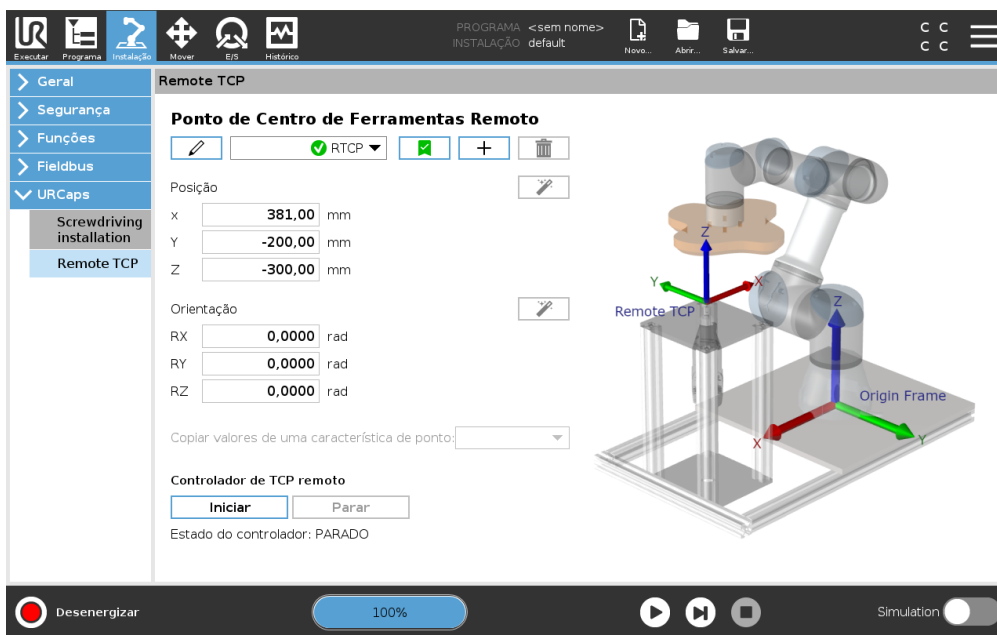 UR
PROGRAMA <sem nome>
INSTALAÇÃO default
C C
C C
Executar Programa Instalação Mover E/S Histórico Novo... Abrir... Salvar...
Geral
Segurança
Funções
Fieldbus
URCaps
Screwdriving
installation
Remote TCP
Remote TCP
Ponto de Centro de Ferramentas Remoto
RTCP
Posição
x 381,00 mm
Y -200,00 mm
Z -300,00 mm
Orientação
RX 0,0000 rad
RY 0,0000 rad
RZ 0,0000 rad
Copiar valores de uma característica de ponto:
Controlador de TCP remoto
Iniciar Parar
Estado do controlador: PARADO
Z
Y X
Remote TCP
Z
Origin Frame
X
Y
Desenergizar 100% Simulation